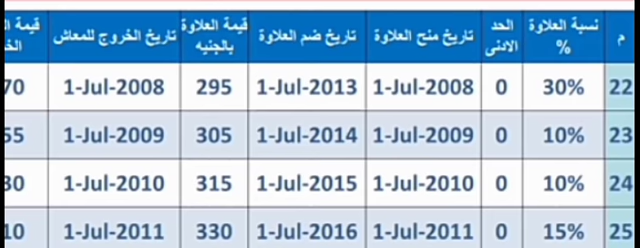 م نسبة العلاوة % الحد الادنى تاريخ منح العلاوة تاريخ ضم العلاوة قيمة العلاوة بالجنيه تاريخ الخروج للمعاش قيمة
22 30% 0 1-Jul-2008 1-Jul-2013 295 1-Jul-2008 70
23 10% 0 1-Jul-2009 1-Jul-2014 305 1-Jul-2009 55
24 10% 0 1-Jul-2010 1-Jul-2015 315 1-Jul-2010 30
25 15% 0 1-Jul-2011 1-Jul-2016 330 1-Jul-2011 10